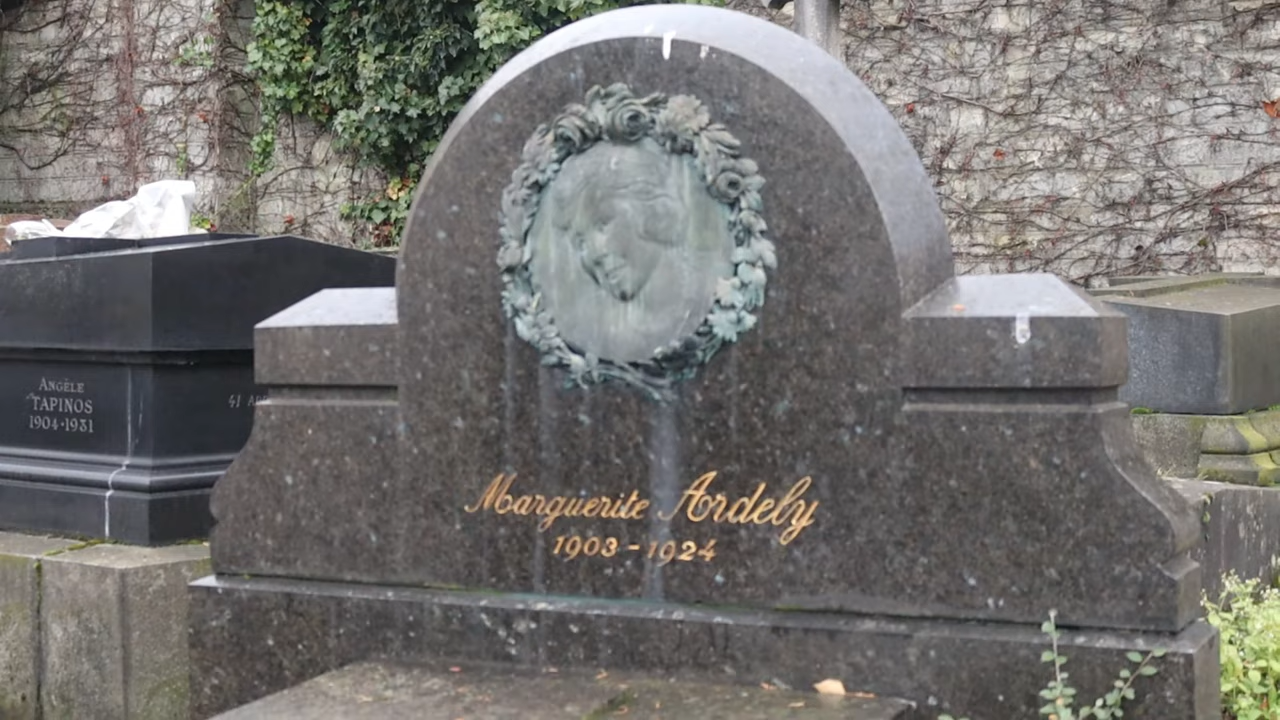 Marguerite Ardely
1903 - 1924
ANGÈLE
TAPINOS
1904·1931